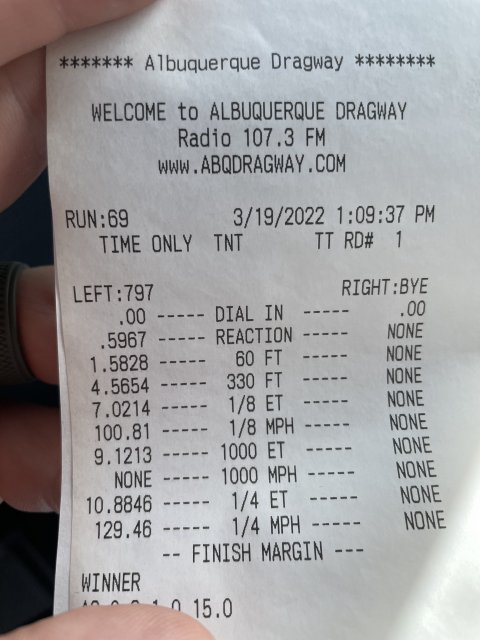 ******* Albuquerque Dragway ********
WELCOME to ALBUQUERQUE DRAGWAY
Radio 107.3 FM
WWW.ABQDRAGWAY.COM
RUN:69 3/19/2022 1:09:37 PM
TIME ONLY TNT TT RD# 1
LEFT:797 RIGHT:BYE
.00 ----- DIAL IN ----- .00
.5967 ----- REACTION ----- NONE
1.5828 ----- 60 FT ----- NONE
4.5654 ----- 330 FT ----- NONE
7.0214 ----- 1/8 ET ----- NONE
100.81 ----- 1/8 MPH ----- NONE
9.1213 ----- 1000 ET ----- NONE
NONE ----- 1000 MPH ----- NONE
10.8846 ----- 1/4 ET ----- NONE
129.46 ----- 1/4 MPH ----- NONE
-- FINISH MARGIN ---
WINNER
15.0